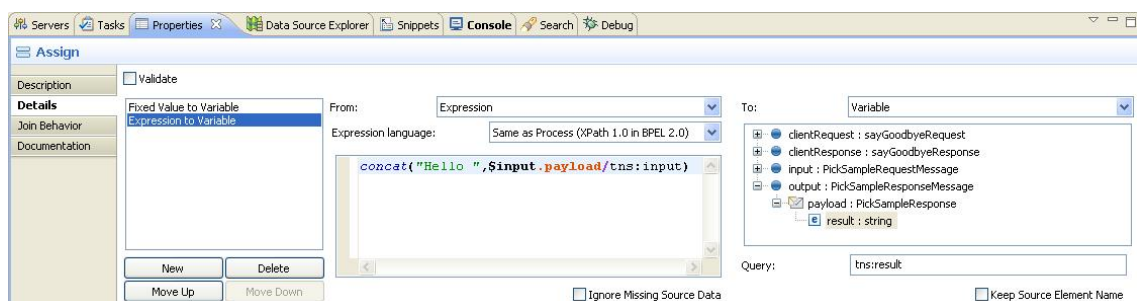 Servers Tasks Properties Data Source Explorer Snippets Console Search Debug
Assign
Description
Details
Join Behavior
Documentation
Validate
Fixed Value to Variable
Expression to Variable
New Delete
Move Up Move Down
From: Expression
Expression language: Same as Process (XPath 1.0 in BPEL 2.0)
concat("Hello ",$input.payload/tns:input)
Ignore Missing Source Data
To: Variable
clientRequest : sayGoodbyeRequest
clientResponse : sayGoodbyeResponse
input : PickSampleRequestMessage
output : PickSampleResponseMessage
payload : PickSampleResponse
e result : string
Query: tns:result
Keep Source Element Name